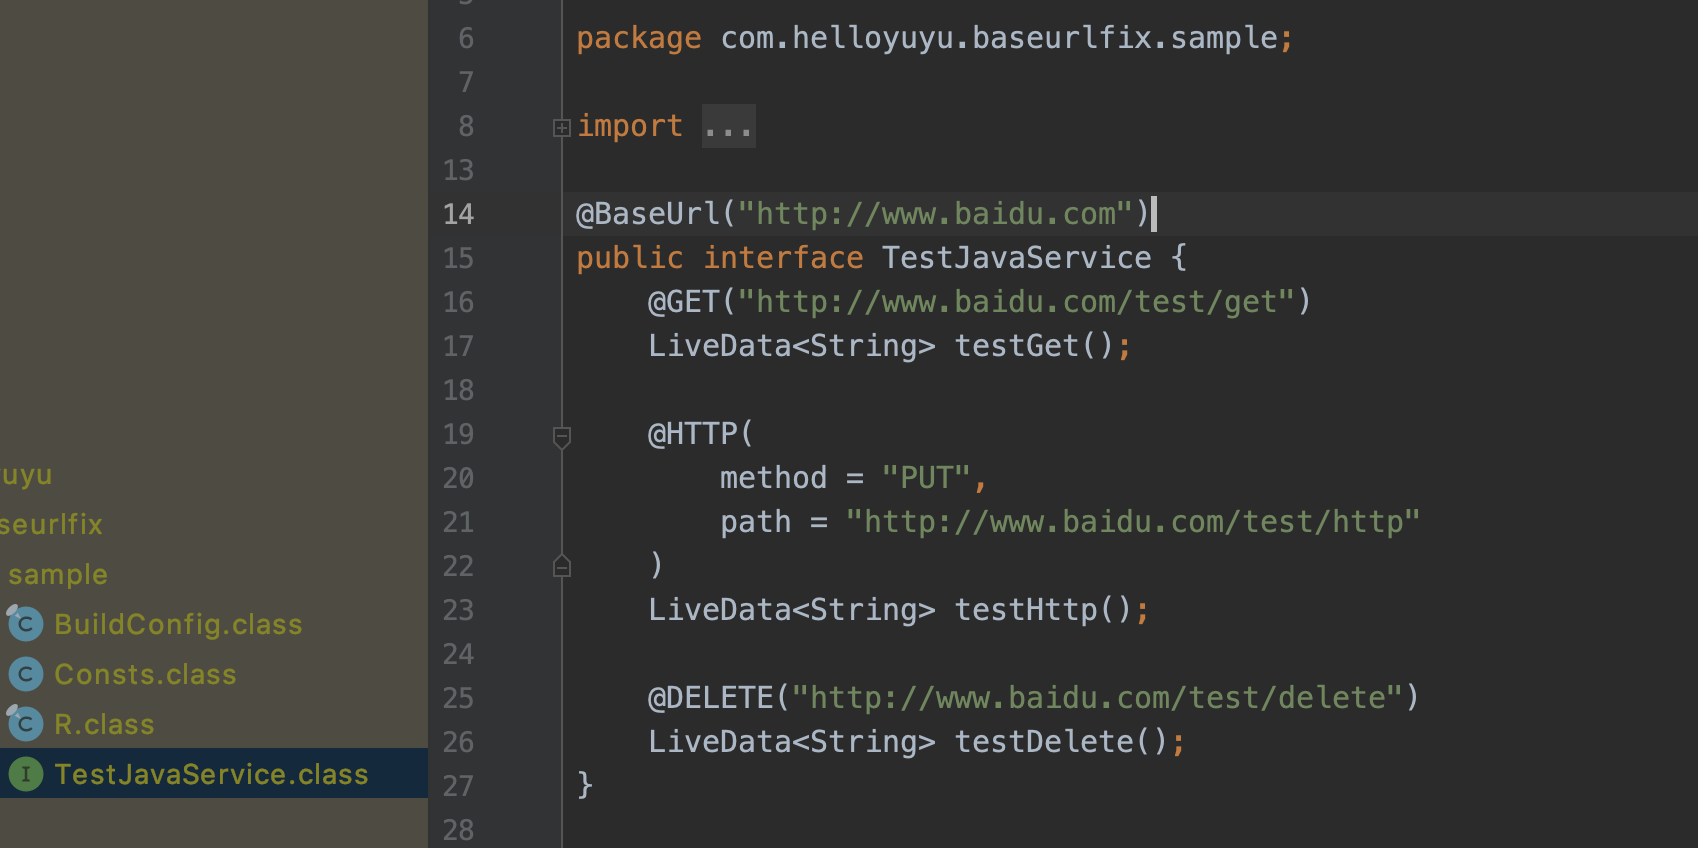 uyu
seurlfix
sample
C BuildConfig.class
C Consts.class
C R.class
I TestJavaService.class
6 package com.helloyuyu.baseurlfix.sample;
7
8 import ...
13
14 @BaseUrl("http://www.baidu.com")
15 public interface TestJavaService {
16 @GET("http://www.baidu.com/test/get")
17 LiveData<String> testGet();
18
19 @HTTP(
20 method = "PUT",
21 path = "http://www.baidu.com/test/http"
22 )
23 LiveData<String> testHttp();
24
25 @DELETE("http://www.baidu.com/test/delete")
26 LiveData<String> testDelete();
27 }
28